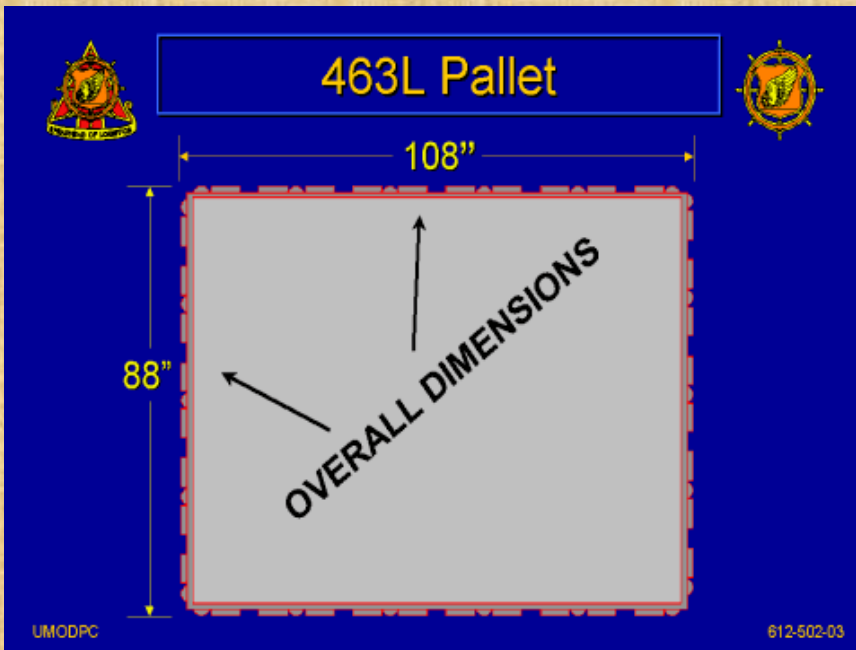 463L Pallet
108”
88”
OVERALL DIMENSIONS
UMODPC
612-502-03